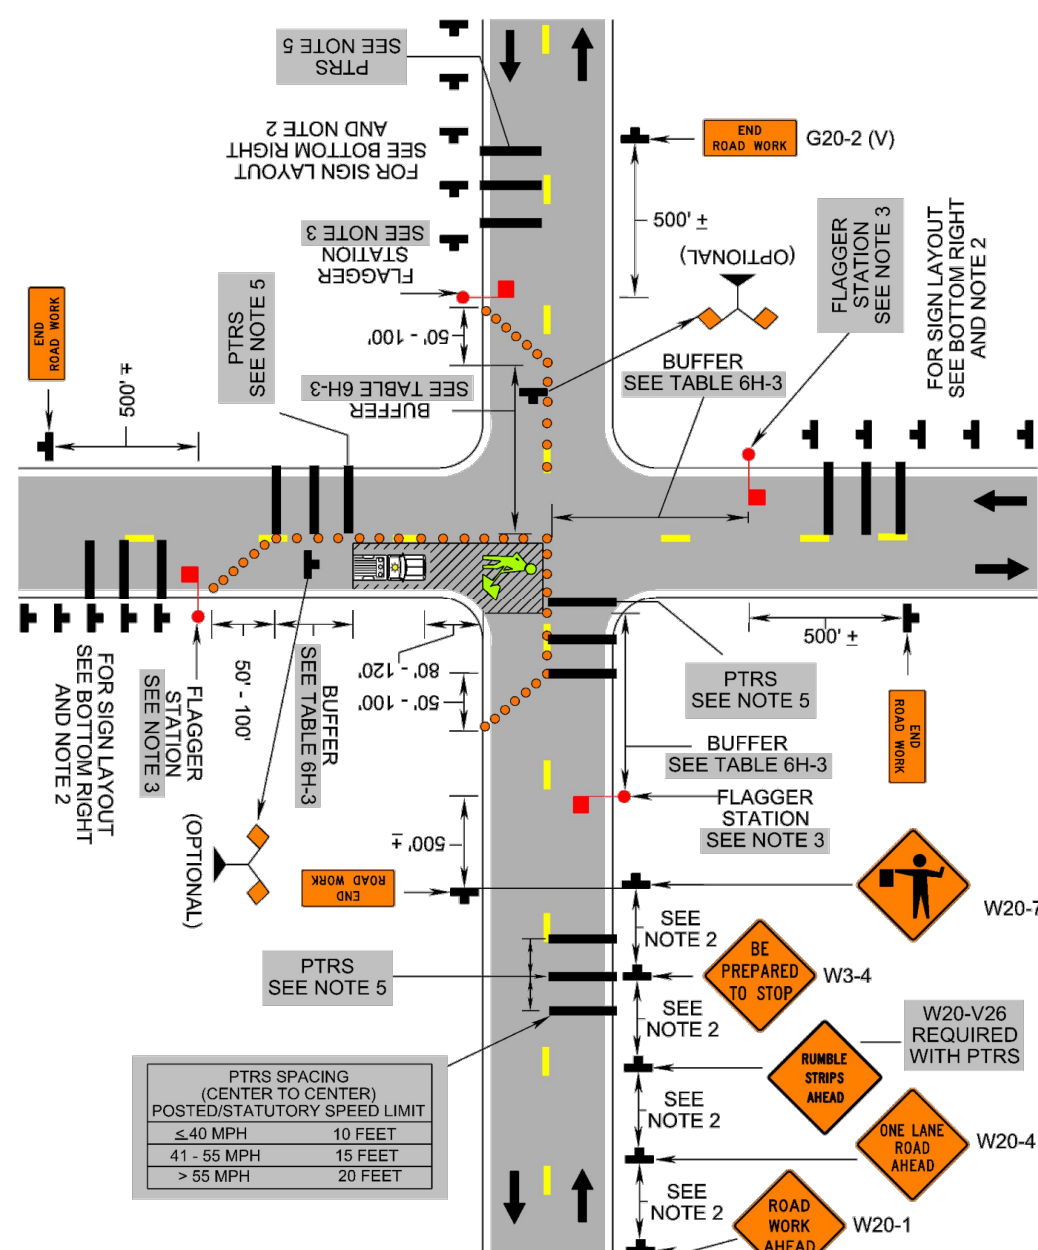 PTRS
SEE NOTE 5
FOR SIGN LAYOUT
SEE BOTTOM RIGHT
AND NOTE 2
FLAGGER
STATION
SEE NOTE 3
50' - 100'
BUFFER
SEE TABLE 6H-3
END
ROAD WORK
G20-2 (V)
500' ±
(OPTIONAL)
FLAGGER
STATION
SEE NOTE 3
FOR SIGN LAYOUT
SEE BOTTOM RIGHT
AND NOTE 2
BUFFER
SEE TABLE 6H-3
END
ROAD WORK
500' ±
PTRS
SEE NOTE 5
FOR SIGN LAYOUT
SEE BOTTOM RIGHT
AND NOTE 2
FLAGGER
STATION
SEE NOTE 3
50' - 100'
BUFFER
SEE TABLE 6H-3
(OPTIONAL)
80' - 120'
50' - 100'
500' ±
END
ROAD WORK
500' ±
END
ROAD WORK
PTRS
SEE NOTE 5
BUFFER
SEE TABLE 6H-3
FLAGGER
STATION
SEE NOTE 3
W20-7
SEE
NOTE 2
BE
PREPARED
TO STOP
W3-4
PTRS
SEE NOTE 5
SEE
NOTE 2
RUMBLE
STRIPS
AHEAD
W20-V26
REQUIRED
WITH PTRS
SEE
NOTE 2
ONE LANE
ROAD
AHEAD
W20-4
SEE
NOTE 2
ROAD
WORK
AHEAD
W20-1
PTRS SPACING
(CENTER TO CENTER)
POSTED/STATUTORY SPEED LIMIT
≤40 MPH 10 FEET
41 - 55 MPH 15 FEET
> 55 MPH 20 FEET